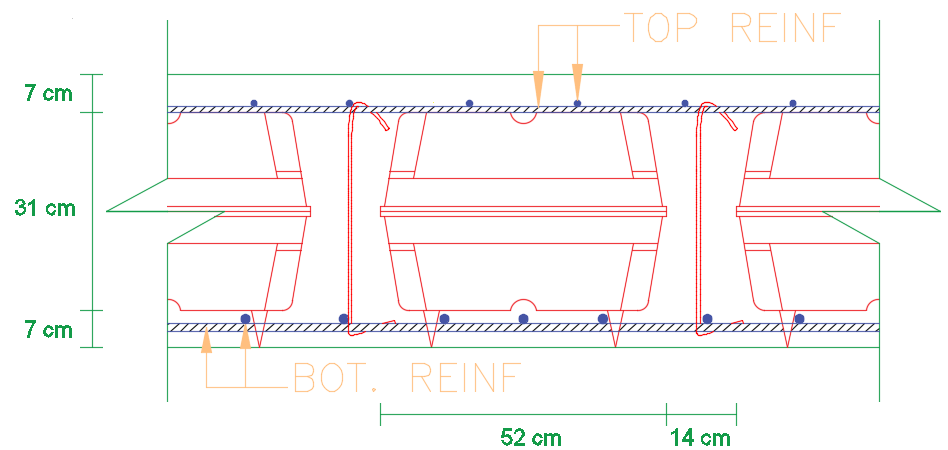 TOP REINF
7 cm
31 cm
7 cm
BOT. REINF
52 cm
14 cm